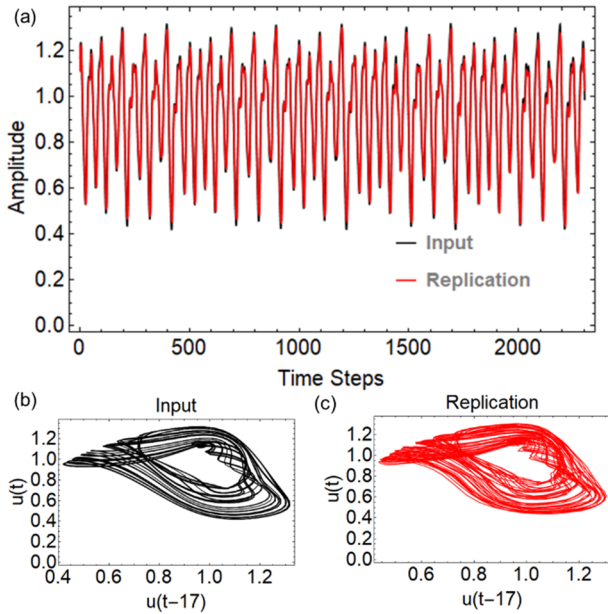 (a)
1.2
1.0
0.8
0.6
0.4
0.2
0.0
Amplitude
Input
Replication
0 500 1000 1500 2000
Time Steps
(b) Input
1.2
1.0
0.8
0.6
0.4
0.2
0.0
u(t)
0.4 0.6 0.8 1.0 1.2
u(t−17)
(c) Replication
1.2
1.0
0.8
0.6
0.4
0.2
0.0
u(t)
0.6 0.8 1.0 1.2
u(t−17)